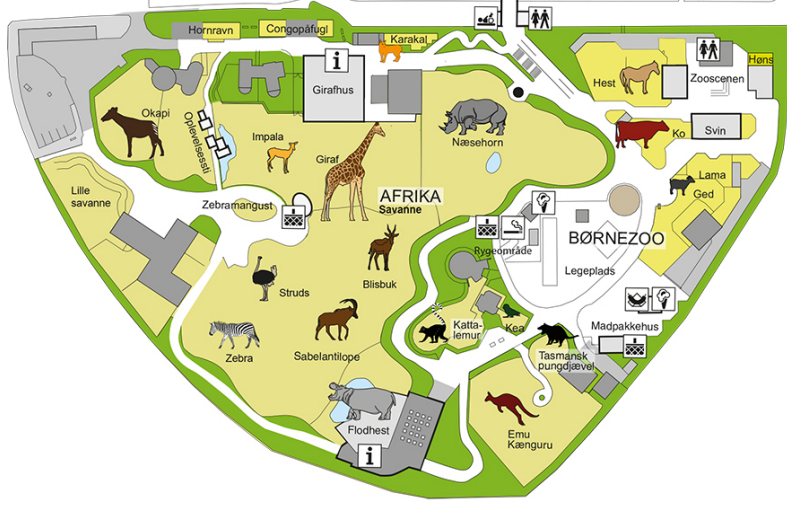 Hornravn
Congopåfugl
Karakal
i
Girafhus
Hest
Zooscenen
Høns
Okapi
Oplevelsessti
Impala
Giraf
Næsehorn
Ko
Svin
Lama
Ged
Lille
savanne
Zebramangust
AFRIKA
Savanne
Rygeområde
BØRNEZOO
Legeplads
Blisbuk
Struds
Zebra
Sabelantilope
Katta-
lemur
Kea
Madpakkehus
Tasmansk
pungdjævel
Flodhest
i
Emu
Kænguru